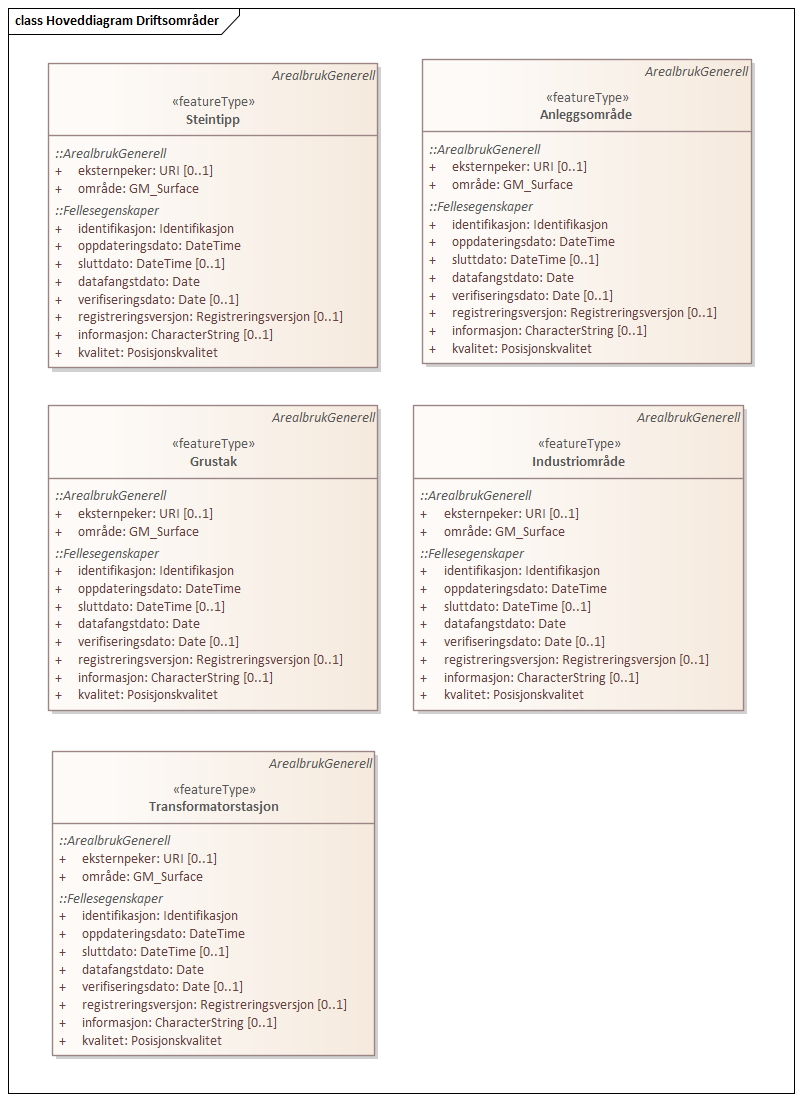 class Hoveddiagram Driftsområder
ArealbrukGenerell
«featureType»
Steintipp
::ArealbrukGenerell
+ eksternpeker: URI [0..1]
+ område: GM_Surface
::Fellesegenskaper
+ identifikasjon: Identifikasjon
+ oppdateringsdato: DateTime
+ sluttdato: DateTime [0..1]
+ datafangstdato: Date
+ verifiseringsdato: Date [0..1]
+ registreringsversjon: Registreringsversjon [0..1]
+ informasjon: CharacterString [0..1]
+ kvalitet: Posisjonskvalitet
ArealbrukGenerell
«featureType»
Anleggsområde
::ArealbrukGenerell
+ eksternpeker: URI [0..1]
+ område: GM_Surface
::Fellesegenskaper
+ identifikasjon: Identifikasjon
+ oppdateringsdato: DateTime
+ sluttdato: DateTime [0..1]
+ datafangstdato: Date
+ verifiseringsdato: Date [0..1]
+ registreringsversjon: Registreringsversjon [0..1]
+ informasjon: CharacterString [0..1]
+ kvalitet: Posisjonskvalitet
ArealbrukGenerell
«featureType»
Grustak
::ArealbrukGenerell
+ eksternpeker: URI [0..1]
+ område: GM_Surface
::Fellesegenskaper
+ identifikasjon: Identifikasjon
+ oppdateringsdato: DateTime
+ sluttdato: DateTime [0..1]
+ datafangstdato: Date
+ verifiseringsdato: Date [0..1]
+ registreringsversjon: Registreringsversjon [0..1]
+ informasjon: CharacterString [0..1]
+ kvalitet: Posisjonskvalitet
ArealbrukGenerell
«featureType»
Industriområde
::ArealbrukGenerell
+ eksternpeker: URI [0..1]
+ område: GM_Surface
::Fellesegenskaper
+ identifikasjon: Identifikasjon
+ oppdateringsdato: DateTime
+ sluttdato: DateTime [0..1]
+ datafangstdato: Date
+ verifiseringsdato: Date [0..1]
+ registreringsversjon: Registreringsversjon [0..1]
+ informasjon: CharacterString [0..1]
+ kvalitet: Posisjonskvalitet
ArealbrukGenerell
«featureType»
Transformatorstasjon
::ArealbrukGenerell
+ eksternpeker: URI [0..1]
+ område: GM_Surface
::Fellesegenskaper
+ identifikasjon: Identifikasjon
+ oppdateringsdato: DateTime
+ sluttdato: DateTime [0..1]
+ datafangstdato: Date
+ verifiseringsdato: Date [0..1]
+ registreringsversjon: Registreringsversjon [0..1]
+ informasjon: CharacterString [0..1]
+ kvalitet: Posisjonskvalitet